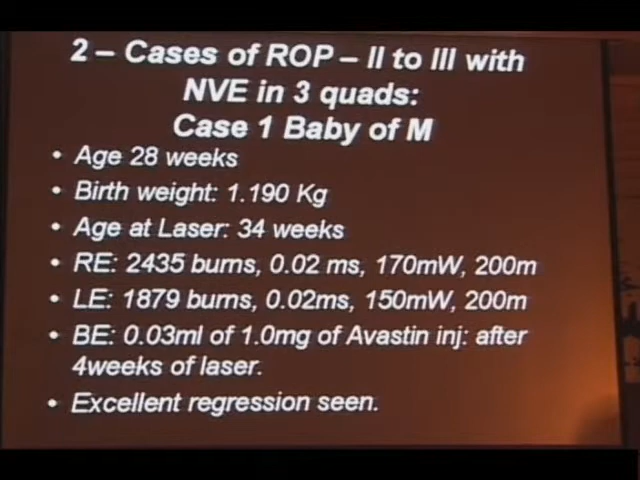 2 – Cases of ROP – II to III with
NVE in 3 quads:
Case 1 Baby of M
• Age 28 weeks
• Birth weight: 1.190 Kg
• Age at Laser: 34 weeks
• RE: 2435 burns, 0.02 ms, 170mW, 200m
• LE: 1879 burns, 0.02ms, 150mW, 200m
• BE: 0.03ml of 1.0mg of Avastin inj: after
4weeks of laser.
• Excellent regression seen.